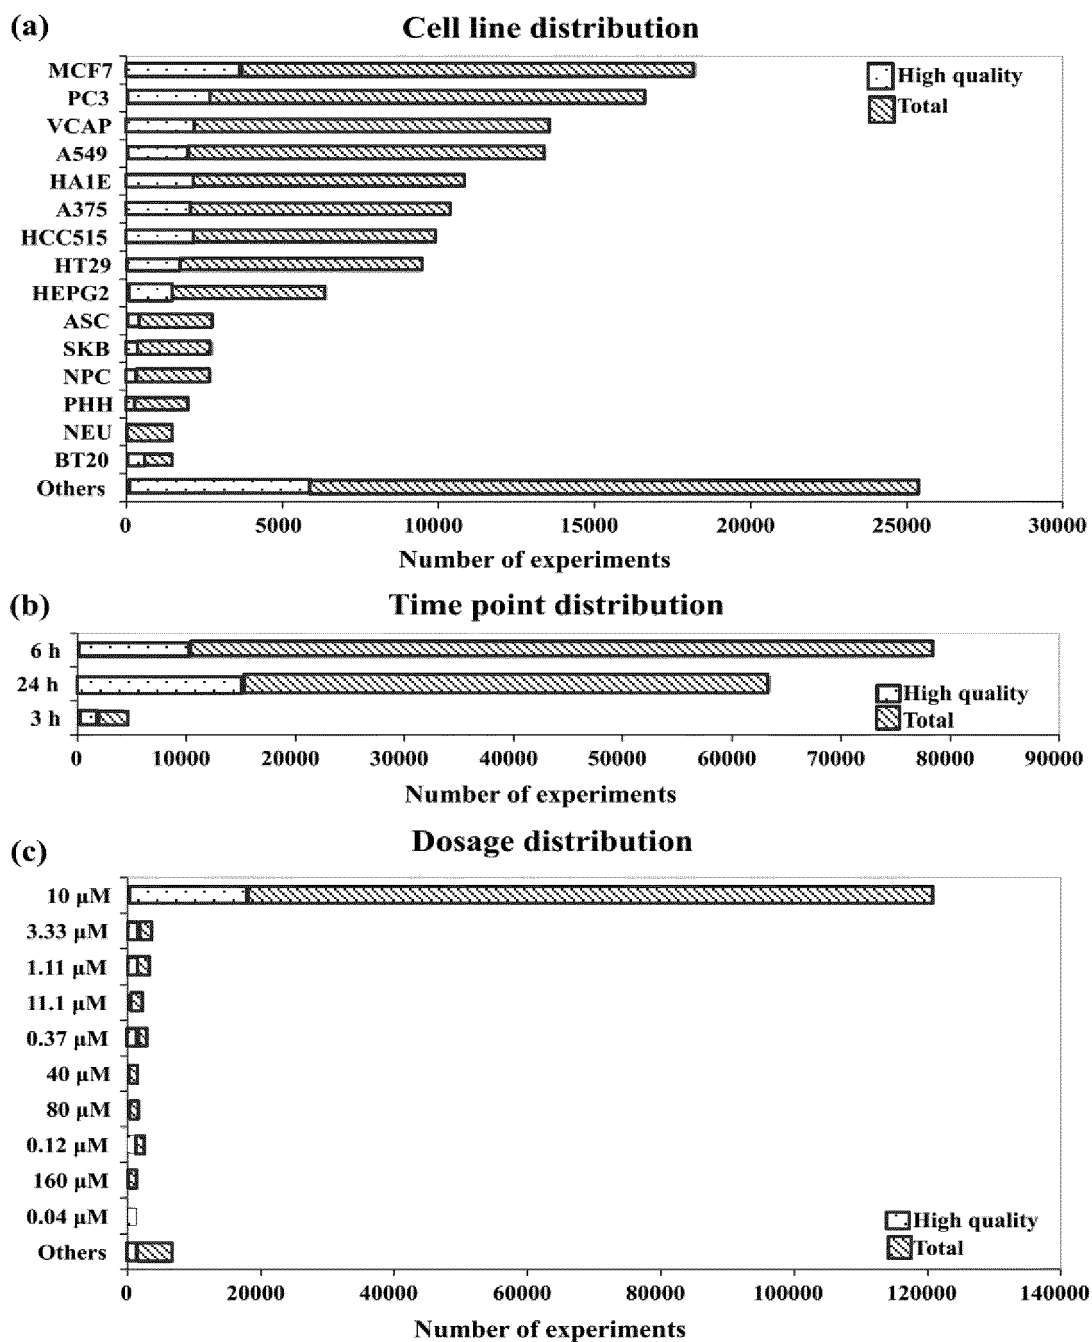 (a)
Cell line distribution
MCF7
PC3
VCAP
A549
HA1E
A375
HCC515
HT29
HEPG2
ASC
SKB
NPC
PHH
NEU
BT20
Others
High quality
Total
0 5000 10000 15000 20000 25000 30000
Number of experiments
(b)
Time point distribution
6 h
24 h
3 h
High quality
Total
0 10000 20000 30000 40000 50000 60000 70000 80000 90000
Number of experiments
(c)
Dosage distribution
10 μM
3.33 μM
1.11 μM
11.1 μM
0.37 μM
40 μM
80 μM
0.12 μM
160 μM
0.04 μM
Others
High quality
Total
0 20000 40000 60000 80000 100000 120000 140000
Number of experiments